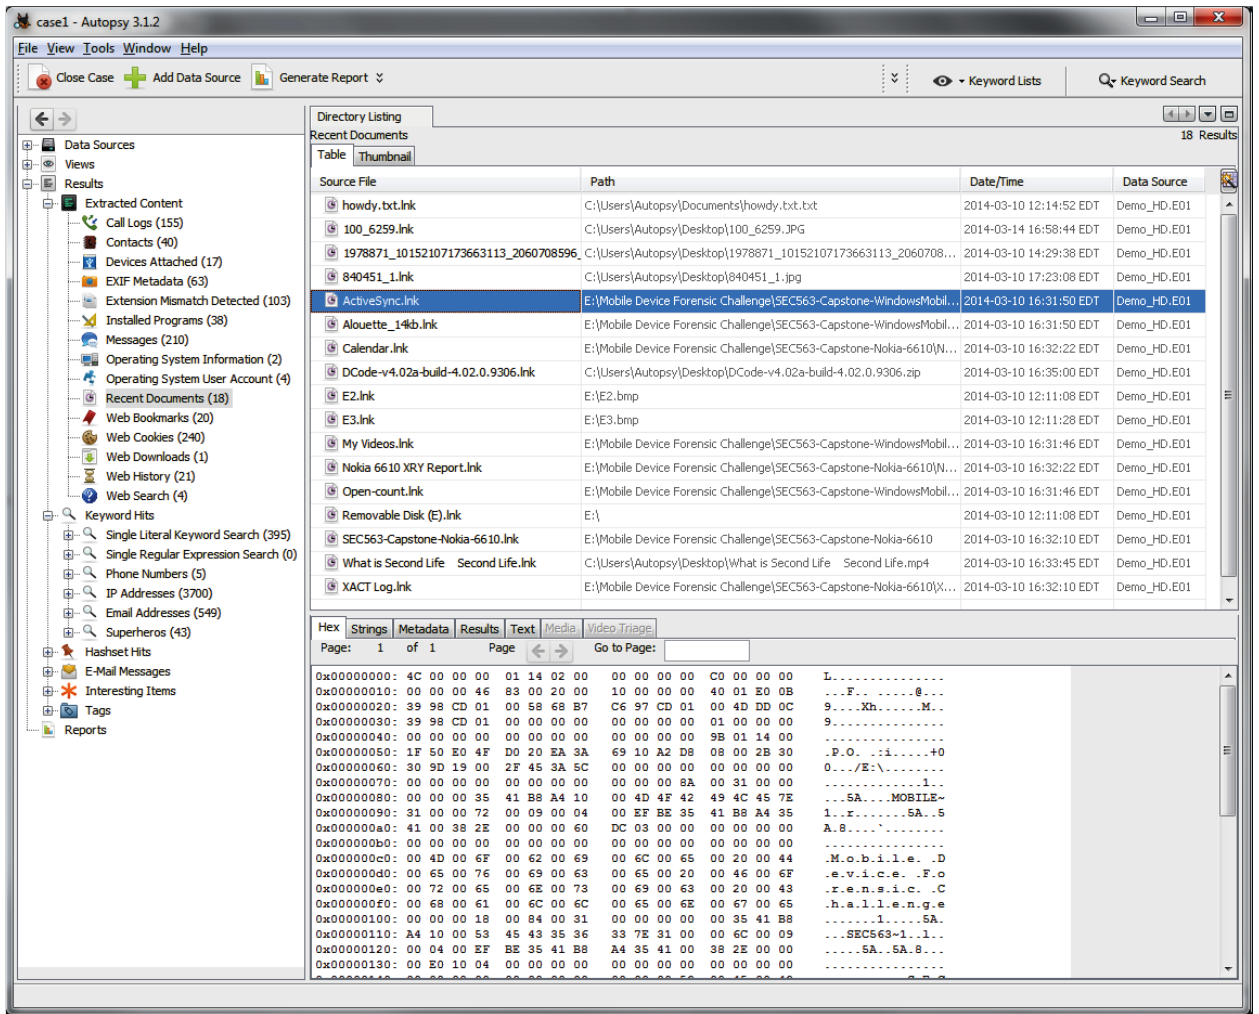 case1 - Autopsy 3.1.2
File View Tools Window Help
Close Case Add Data Source Generate Report Keyword Lists Keyword Search
Data Sources
Views
Results
Extracted Content
Call Logs (155)
Contacts (40)
Devices Attached (17)
EXIF Metadata (63)
Extension Mismatch Detected (103)
Installed Programs (38)
Messages (210)
Operating System Information (2)
Operating System User Account (4)
Recent Documents (18)
Web Bookmarks (20)
Web Cookies (240)
Web Downloads (1)
Web History (21)
Web Search (4)
Keyword Hits
Single Literal Keyword Search (395)
Single Regular Expression Search (0)
Phone Numbers (5)
IP Addresses (3700)
Email Addresses (549)
Superheros (43)
Hashset Hits
E-Mail Messages
Interesting Items
Tags
Reports
Directory Listing
Recent Documents 18 Results
Table Thumbnail
Source File Path Date/Time Data Source
howdy.txt.lnk C:\Users\Autopsy\Documents\howdy.txt.txt 2014-03-10 12:14:52 EDT Demo_HD.E01
100_6259.lnk C:\Users\Autopsy\Desktop\100_6259.JPG 2014-03-14 16:58:44 EDT Demo_HD.E01
1978871_10152107173663113_2060708596_ C:\Users\Autopsy\Desktop\1978871_10152107173663113_2060708... 2014-03-10 14:29:38 EDT Demo_HD.E01
840451_1.lnk C:\Users\Autopsy\Desktop\840451_1.jpg 2014-03-10 17:23:08 EDT Demo_HD.E01
ActiveSync.lnk E:\Mobile Device Forensic Challenge\SEC563-Capstone-WindowsMobil... 2014-03-10 16:31:50 EDT Demo_HD.E01
Alouette_14kb.lnk E:\Mobile Device Forensic Challenge\SEC563-Capstone-WindowsMobil... 2014-03-10 16:31:50 EDT Demo_HD.E01
Calendar.lnk E:\Mobile Device Forensic Challenge\SEC563-Capstone-Nokia-6610\N... 2014-03-10 16:32:22 EDT Demo_HD.E01
DCode-v4.02a-build-4.02.0.9306.lnk C:\Users\Autopsy\Desktop\DCode-v4.02a-build-4.02.0.9306.zip 2014-03-10 16:35:00 EDT Demo_HD.E01
E2.lnk E:\E2.bmp 2014-03-10 12:11:08 EDT Demo_HD.E01
E3.lnk E:\E3.bmp 2014-03-10 12:11:28 EDT Demo_HD.E01
My Videos.lnk E:\Mobile Device Forensic Challenge\SEC563-Capstone-WindowsMobil... 2014-03-10 16:31:46 EDT Demo_HD.E01
Nokia 6610 XRY Report.lnk E:\Mobile Device Forensic Challenge\SEC563-Capstone-Nokia-6610\N... 2014-03-10 16:32:22 EDT Demo_HD.E01
Open-count.lnk E:\Mobile Device Forensic Challenge\SEC563-Capstone-WindowsMobil... 2014-03-10 16:31:46 EDT Demo_HD.E01
Removable Disk (E).lnk E:\ 2014-03-10 12:11:08 EDT Demo_HD.E01
SEC563-Capstone-Nokia-6610.lnk E:\Mobile Device Forensic Challenge\SEC563-Capstone-Nokia-6610 2014-03-10 16:32:10 EDT Demo_HD.E01
What is Second Life Second Life.lnk C:\Users\Autopsy\Desktop\What is Second Life Second Life.mp4 2014-03-10 16:33:45 EDT Demo_HD.E01
XACT Log.lnk E:\Mobile Device Forensic Challenge\SEC563-Capstone-Nokia-6610\X... 2014-03-10 16:32:10 EDT Demo_HD.E01
Hex Strings Metadata Results Text Media Video Triage
Page: 1 of 1 Page Go to Page:
0x00000000: 4C 00 00 00 01 14 02 00 00 00 00 00 C0 00 00 00 L...............
0x00000010: 00 00 00 46 83 00 20 00 10 00 00 00 40 01 E0 0B ...F.. .....@...
0x00000020: 39 98 CD 01 00 58 68 B7 C6 97 CD 01 00 4D DD 0C 9....Xh......M..
0x00000030: 39 98 CD 01 00 00 00 00 00 00 00 00 01 00 00 00 9...............
0x00000040: 00 00 00 00 00 00 00 00 00 00 00 00 9B 01 14 00 ................
0x00000050: 1F 50 E0 4F D0 20 EA 3A 69 10 A2 D8 08 00 2B 30 .P.O. .:i.....+0
0x00000060: 30 9D 19 00 2F 45 3A 5C 00 00 00 00 00 00 00 00 0.../E:\........
0x00000070: 00 00 00 00 00 00 00 00 00 00 00 8A 00 31 00 00 .............1..
0x00000080: 00 00 00 35 41 B8 A4 10 00 4D 4F 42 49 4C 45 7E ...5A....MOBILE~
0x00000090: 31 00 00 72 00 09 00 04 00 EF BE 35 41 B8 A4 35 1..r.......5A..5
0x000000a0: 41 00 38 2E 00 00 00 60 DC 03 00 00 00 00 00 00 A.8....`........
0x000000b0: 00 00 00 00 00 00 00 00 00 00 00 00 00 00 00 00 ................
0x000000c0: 00 4D 00 6F 00 62 00 69 00 6C 00 65 00 20 00 44 .M.o.b.i.l.e. .D
0x000000d0: 00 65 00 76 00 69 00 63 00 65 00 20 00 46 00 6F .e.v.i.c.e. .F.o
0x000000e0: 00 72 00 65 00 6E 00 73 00 69 00 63 00 20 00 43 .r.e.n.s.i.c. .C
0x000000f0: 00 68 00 61 00 6C 00 6C 00 65 00 6E 00 67 00 65 .h.a.l.l.e.n.g.e
0x00000100: 00 00 00 18 00 84 00 31 00 00 00 00 00 35 41 B8 .......1.....5A.
0x00000110: A4 10 00 53 45 43 35 36 33 7E 31 00 00 6C 00 09 ...SEC563~1..l..
0x00000120: 00 04 00 EF BE 35 41 B8 A4 35 41 00 38 2E 00 00 .....5A..5A.8...
0x00000130: 00 E0 10 04 00 00 00 00 00 00 00 00 00 00 00 00 ................